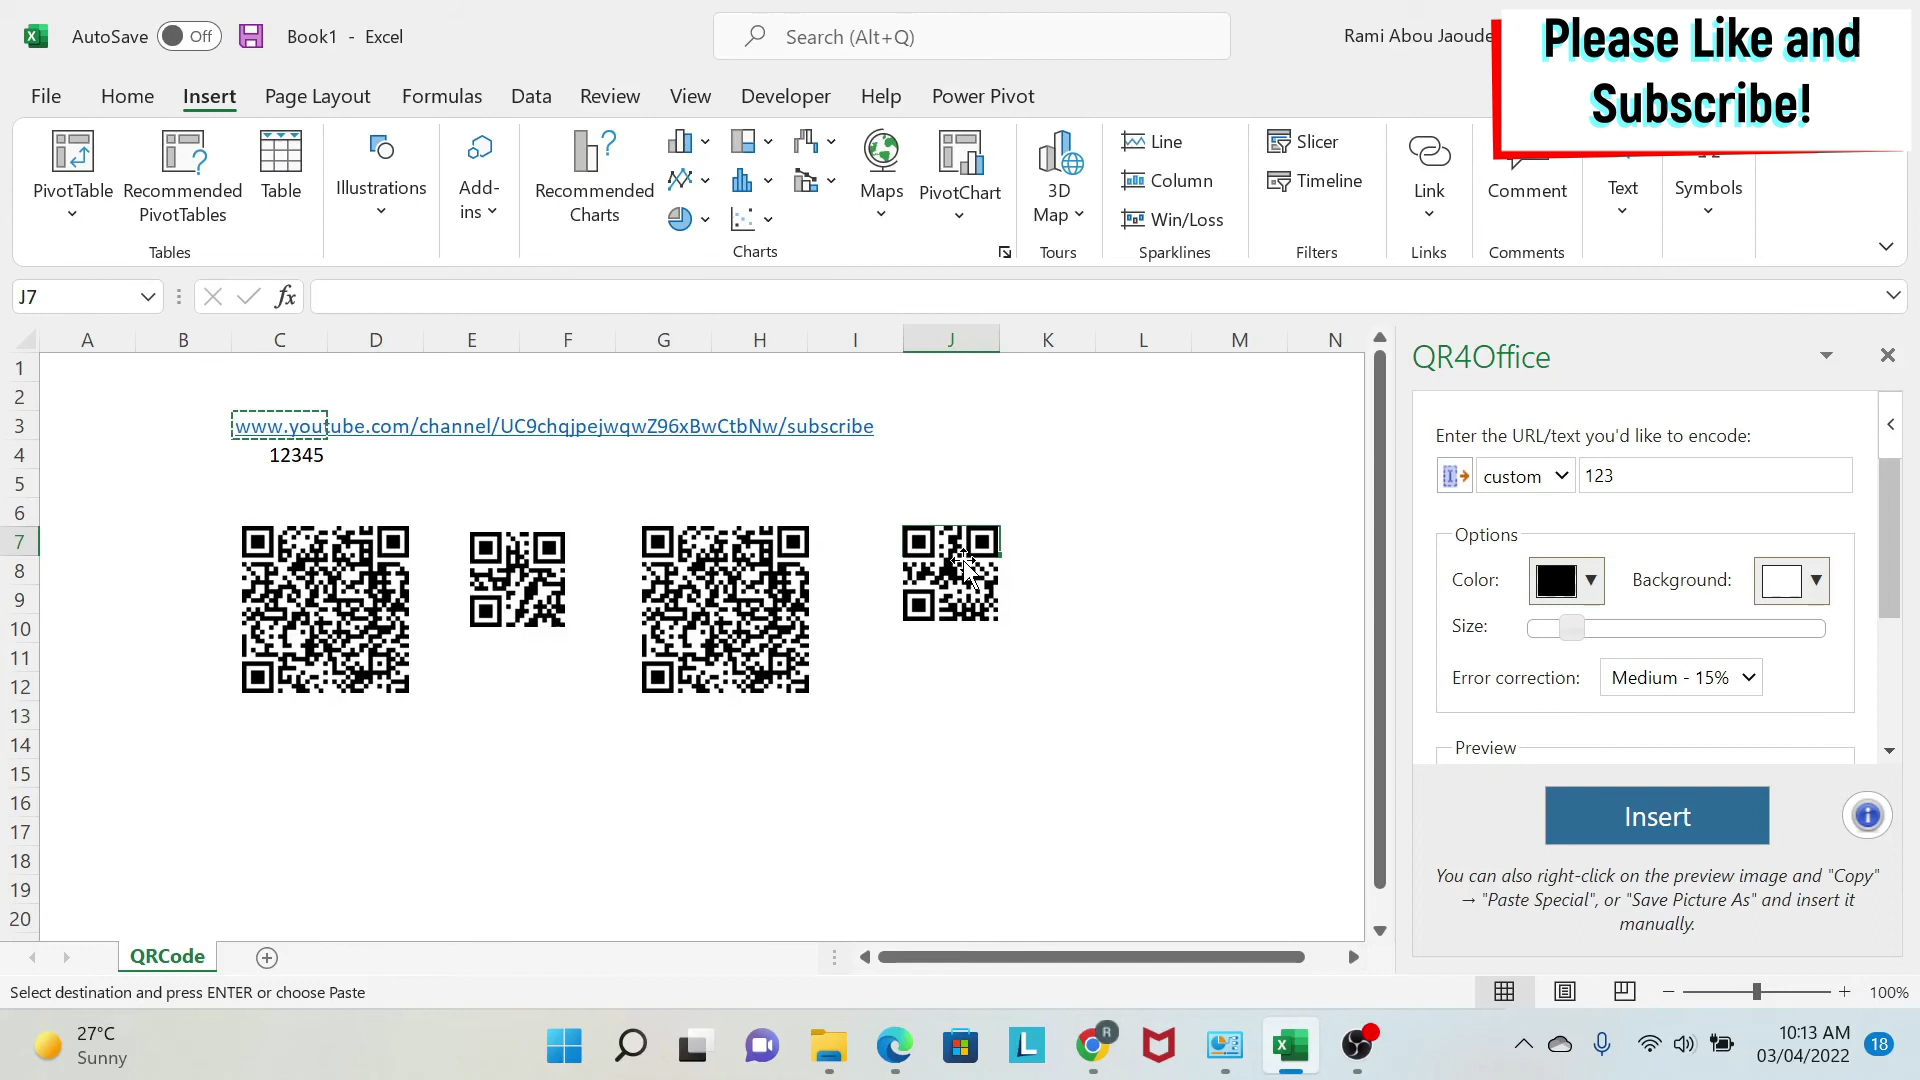 AutoSave Off Book1 - Excel
Search (Alt+Q)
Rami Abou Jaoude
Please Like and
Subscribe!
File Home Insert Page Layout Formulas Data Review View Developer Help Power Pivot
PivotTable
Recommended
PivotTables
Table
Tables
Illustrations
Add-
ins
Recommended
Charts
Charts
Maps
PivotChart
3D
Map
Tours
Line
Column
Win/Loss
Sparklines
Slicer
Timeline
Filters
Link
Links
Comment
Comments
Text
Symbols
J7
fx
A B C D E F G H I J K L M N
1
2
3 www.youtube.com/channel/UC9chqjpejwqwZ96xBwCtbNw/subscribe
4 12345
5
6
7
8
9
10
11
12
13
14
15
16
17
18
19
20
QR4Office
Enter the URL/text you'd like to encode:
custom 123
Options
Color: Background:
Size:
Error correction: Medium - 15%
Preview
Insert
You can also right-click on the preview image and "Copy"
→ "Paste Special", or "Save Picture As" and insert it
manually.
QRCode
Select destination and press ENTER or choose Paste
100%
27°C
Sunny
L
R
X
10:13 AM
03/04/2022
18